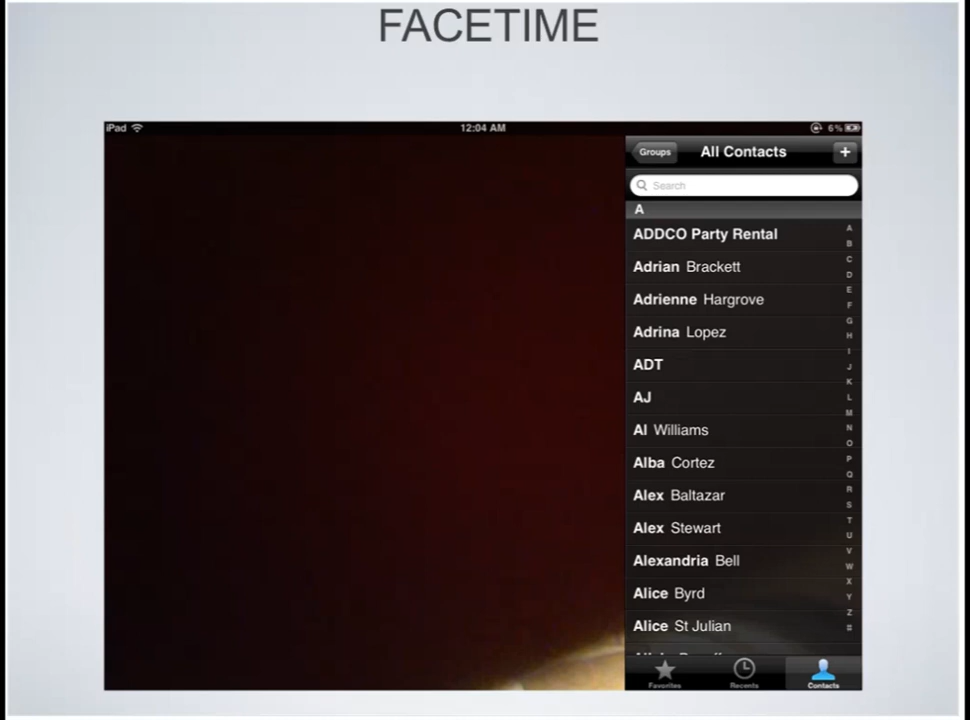 FACETIME
iPad 12:04 AM 6%
Groups All Contacts +
Search
A
ADDCO Party Rental
Adrian Brackett
Adrienne Hargrove
Adrina Lopez
ADT
AJ
Al Williams
Alba Cortez
Alex Baltazar
Alex Stewart
Alexandria Bell
Alice Byrd
Alice St Julian
A
B
C
D
E
F
G
H
I
J
K
L
M
N
O
P
Q
R
S
T
U
V
W
X
Y
Z
#
Favorites Recents Contacts